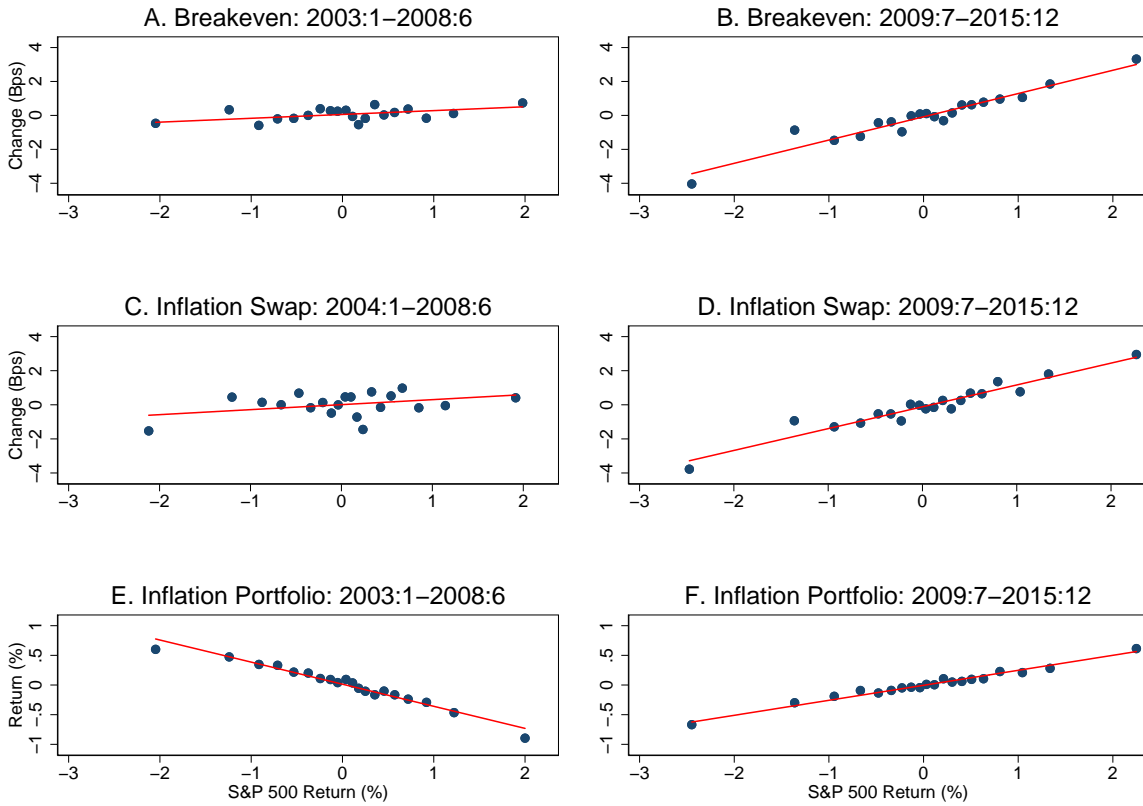 A. Breakeven: 2003:1−2008:6
Change (Bps)
4
2
0
−2
−4
−3 −2 −1 0 1 2
B. Breakeven: 2009:7−2015:12
4
2
0
−2
−4
−3 −2 −1 0 1 2
C. Inflation Swap: 2004:1−2008:6
Change (Bps)
4
2
0
−2
−4
−3 −2 −1 0 1 2
D. Inflation Swap: 2009:7−2015:12
4
2
0
−2
−4
−3 −2 −1 0 1 2
E. Inflation Portfolio: 2003:1−2008:6
Return (%)
1
.5
0
−.5
−1
−3 −2 −1 0 1 2
S&P 500 Return (%)
F. Inflation Portfolio: 2009:7−2015:12
1
.5
0
−.5
−1
−3 −2 −1 0 1 2
S&P 500 Return (%)